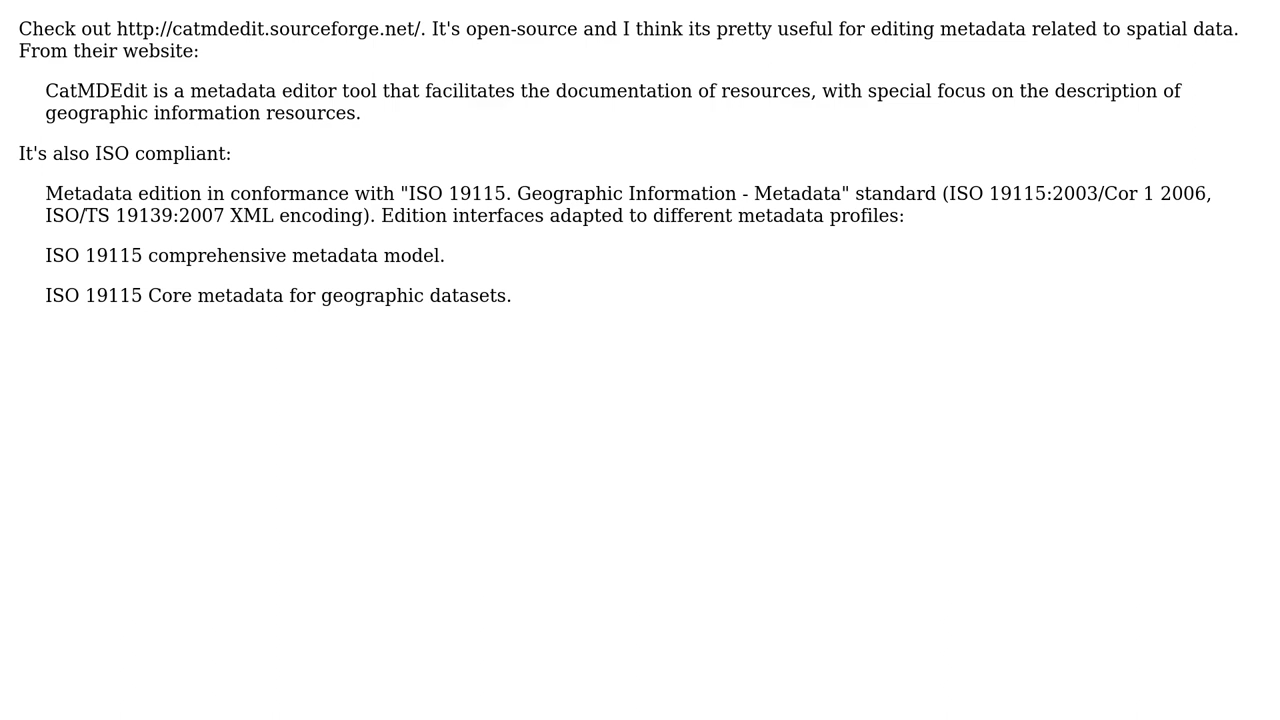 Check out http://catmdedit.sourceforge.net/. It's open-source and I think its pretty useful for editing metadata related to spatial data.
From their website:
CatMDEdit is a metadata editor tool that facilitates the documentation of resources, with special focus on the description of
geographic information resources.
It's also ISO compliant:
Metadata edition in conformance with "ISO 19115. Geographic Information - Metadata" standard (ISO 19115:2003/Cor 1 2006,
ISO/TS 19139:2007 XML encoding). Edition interfaces adapted to different metadata profiles:
ISO 19115 comprehensive metadata model.
ISO 19115 Core metadata for geographic datasets.